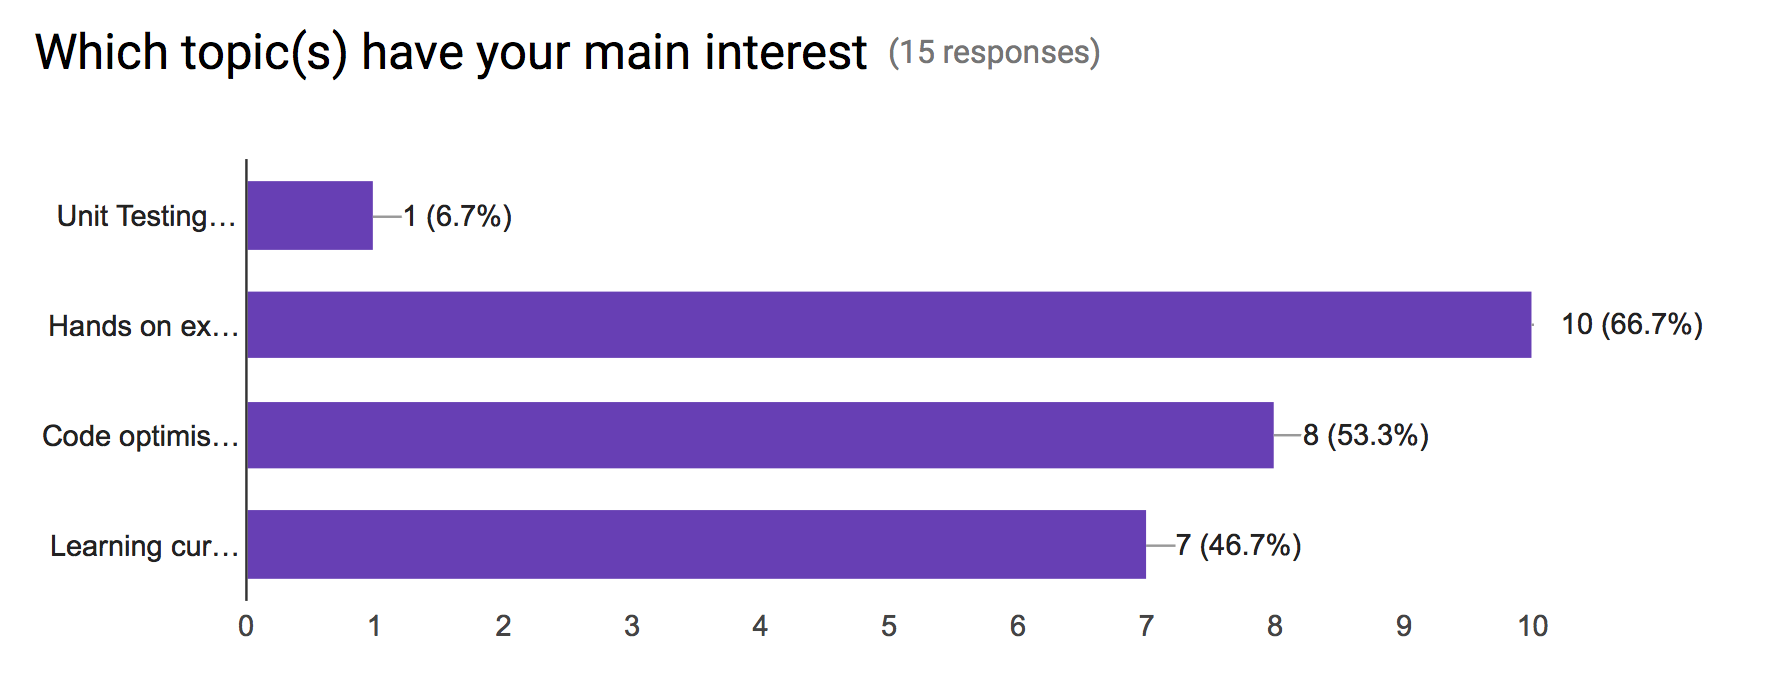 Which topic(s) have your main interest (15 responses)
Unit Testing… 1 (6.7%)
Hands on ex… 10 (66.7%)
Code optimis… 8 (53.3%)
Learning cur… 7 (46.7%)
0 1 2 3 4 5 6 7 8 9 10